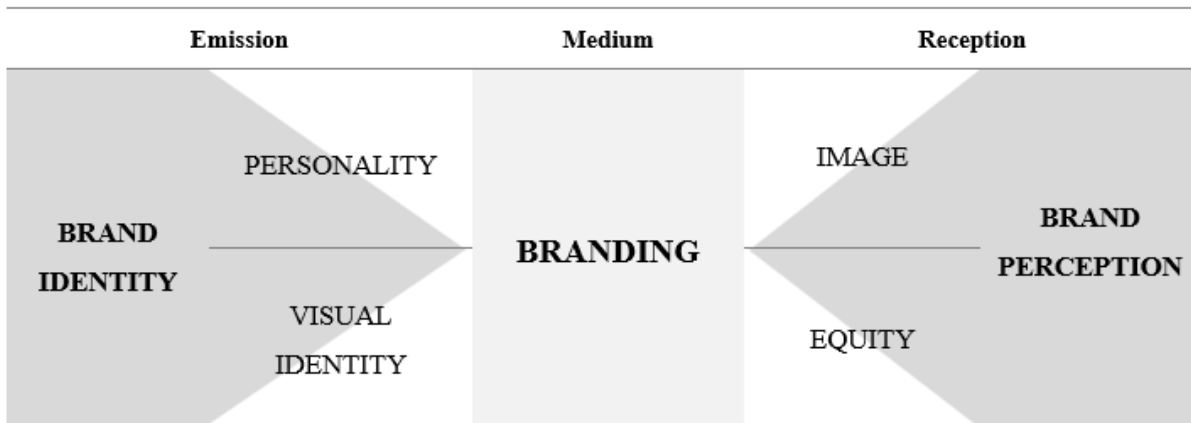 Emission Medium Reception
PERSONALITY
IMAGE
BRAND
IDENTITY
BRANDING
BRAND
PERCEPTION
VISUAL
IDENTITY
EQUITY